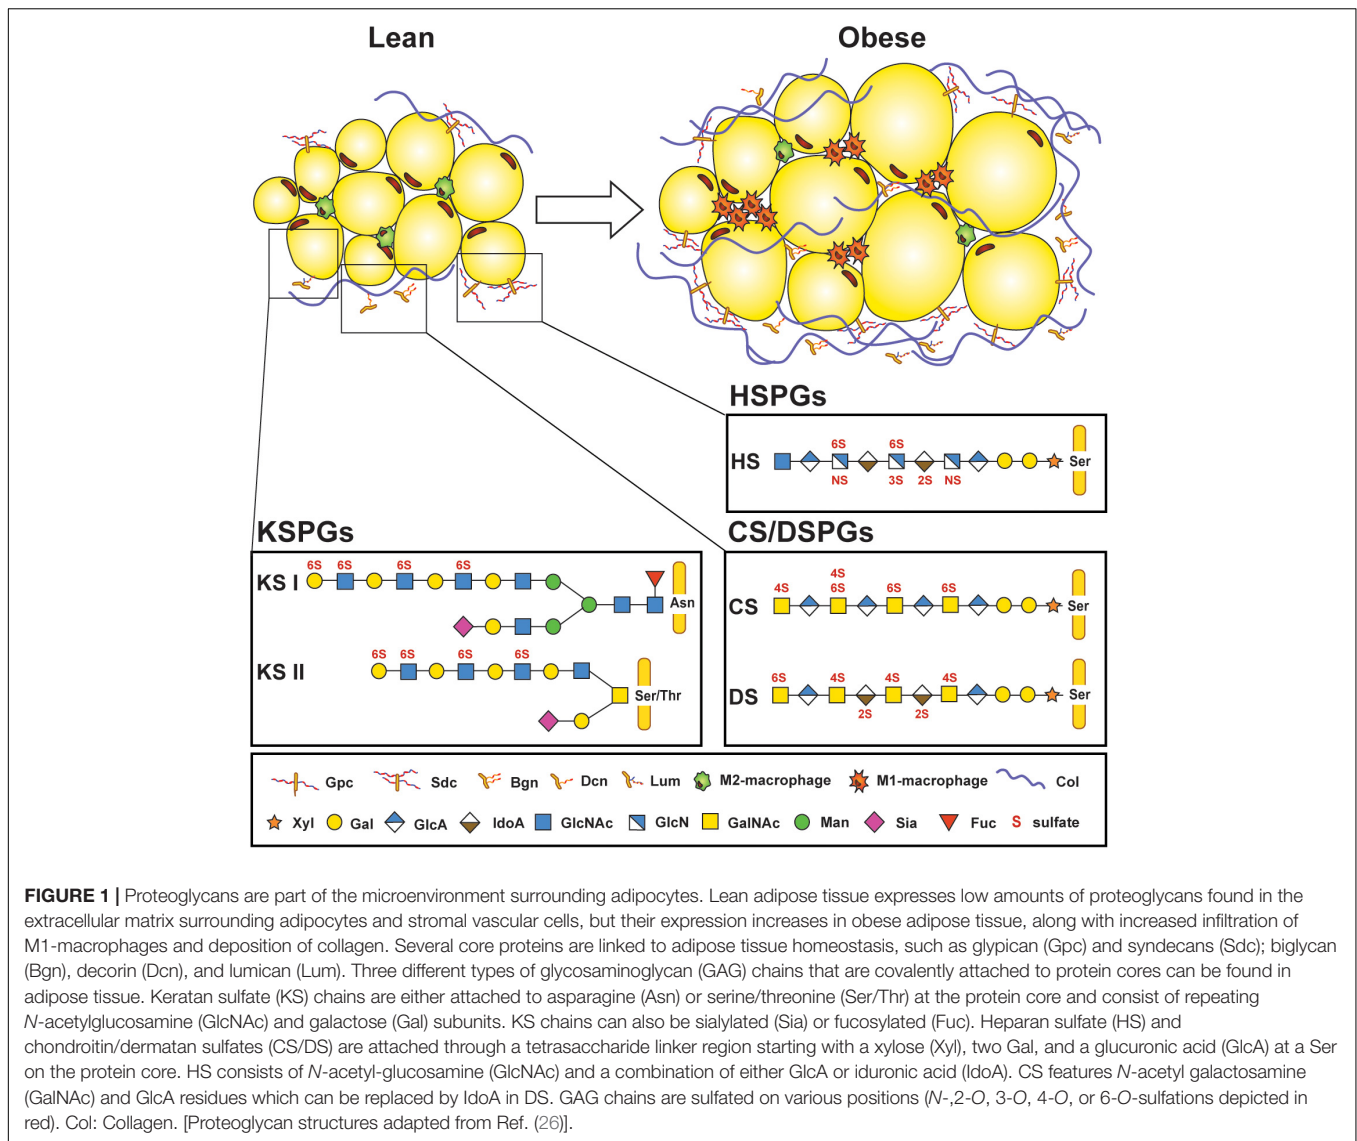 Lean
Obese
HSPGs
6S 6S
HS
Ser
NS 3S 2S NS
KSPGs
6S 6S 6S 6S
KS I
Asn
6S 6S 6S 6S
KS II
Ser/Thr
CS/DSPGs
4S
4S 6S 6S 6S
CS
Ser
6S 4S 4S 4S
DS
Ser
2S 2S
Gpc Sdc Bgn Dcn Lum M2-macrophage M1-macrophage Col
Xyl Gal GlcA IdoA GlcNAc GlcN GalNAc Man Sia Fuc S sulfate
FIGURE 1 | Proteoglycans are part of the microenvironment surrounding adipocytes. Lean adipose tissue expresses low amounts of proteoglycans found in the
extracellular matrix surrounding adipocytes and stromal vascular cells, but their expression increases in obese adipose tissue, along with increased infiltration of
M1-macrophages and deposition of collagen. Several core proteins are linked to adipose tissue homeostasis, such as glypican (Gpc) and syndecans (Sdc); biglycan
(Bgn), decorin (Dcn), and lumican (Lum). Three different types of glycosaminoglycan (GAG) chains that are covalently attached to protein cores can be found in
adipose tissue. Keratan sulfate (KS) chains are either attached to asparagine (Asn) or serine/threonine (Ser/Thr) at the protein core and consist of repeating
N-acetylglucosamine (GlcNAc) and galactose (Gal) subunits. KS chains can also be sialylated (Sia) or fucosylated (Fuc). Heparan sulfate (HS) and
chondroitin/dermatan sulfates (CS/DS) are attached through a tetrasaccharide linker region starting with a xylose (Xyl), two Gal, and a glucuronic acid (GlcA) at a Ser
on the protein core. HS consists of N-acetyl-glucosamine (GlcNAc) and a combination of either GlcA or iduronic acid (IdoA). CS features N-acetyl galactosamine
(GalNAc) and GlcA residues which can be replaced by IdoA in DS. GAG chains are sulfated on various positions (N-,2-O, 3-O, 4-O, or 6-O-sulfations depicted in
red). Col: Collagen. [Proteoglycan structures adapted from Ref. (26)].